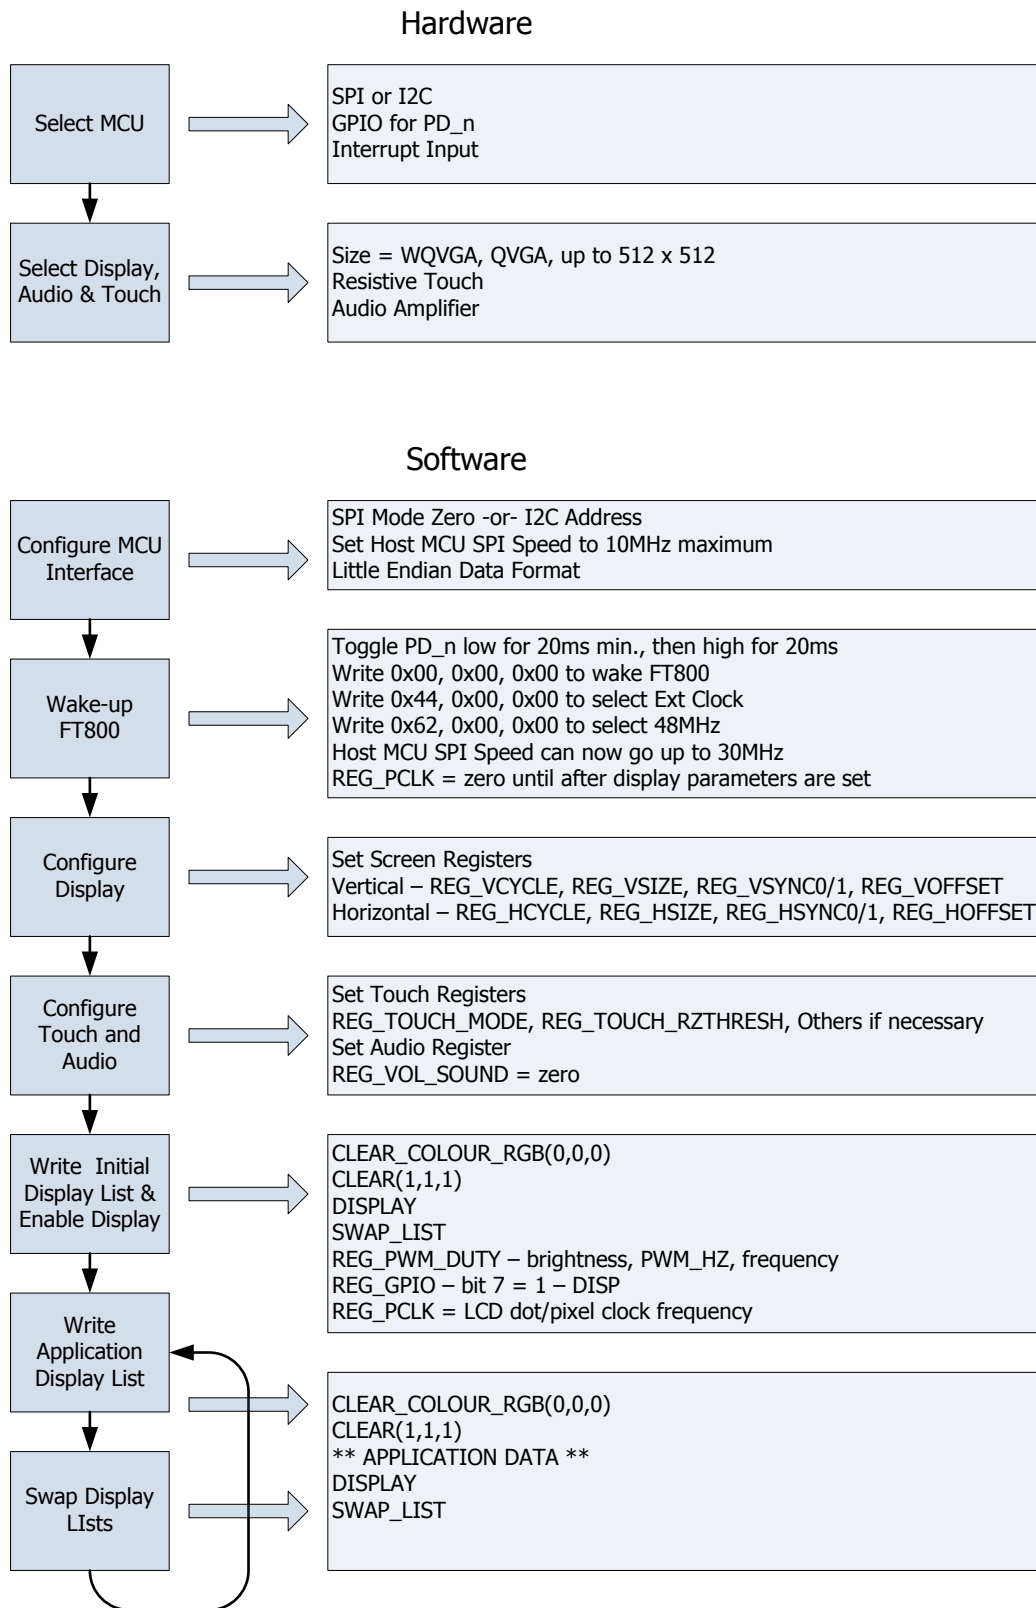 Hardware
Select MCU
SPI or I2C
GPIO for PD_n
Interrupt Input
Select Display,
Audio & Touch
Size = WQVGA, QVGA, up to 512 x 512
Resistive Touch
Audio Amplifier
Software
Configure MCU
Interface
SPI Mode Zero -or- I2C Address
Set Host MCU SPI Speed to 10MHz maximum
Little Endian Data Format
Wake-up
FT800
Toggle PD_n low for 20ms min., then high for 20ms
Write 0x00, 0x00, 0x00 to wake FT800
Write 0x44, 0x00, 0x00 to select Ext Clock
Write 0x62, 0x00, 0x00 to select 48MHz
Host MCU SPI Speed can now go up to 30MHz
REG_PCLK = zero until after display parameters are set
Configure
Display
Set Screen Registers
Vertical – REG_VCYCLE, REG_VSIZE, REG_VSYNC0/1, REG_VOFFSET
Horizontal – REG_HCYCLE, REG_HSIZE, REG_HSYNC0/1, REG_HOFFSET
Configure
Touch and
Audio
Set Touch Registers
REG_TOUCH_MODE, REG_TOUCH_RZTHRESH, Others if necessary
Set Audio Register
REG_VOL_SOUND = zero
Write  Initial
Display List &
Enable Display
CLEAR_COLOUR_RGB(0,0,0)
CLEAR(1,1,1)
DISPLAY
SWAP_LIST
REG_PWM_DUTY – brightness, PWM_HZ, frequency
REG_GPIO – bit 7 = 1 – DISP
REG_PCLK = LCD dot/pixel clock frequency
Write
Application
Display List
Swap Display
LIsts
CLEAR_COLOUR_RGB(0,0,0)
CLEAR(1,1,1)
** APPLICATION DATA **
DISPLAY
SWAP_LIST